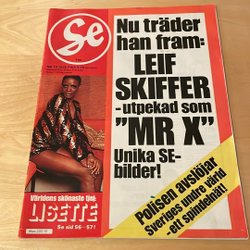 Se
Nu träder
han fram:
LEIF
SKIFFER
-utpekad som
"MR X"
Unika SE-
bilder!
Polisen avslöjar
Sveriges undre värld
-ett spindelnät!
Världens skönaste tjej:
LISETTE
Se sid 56-57!